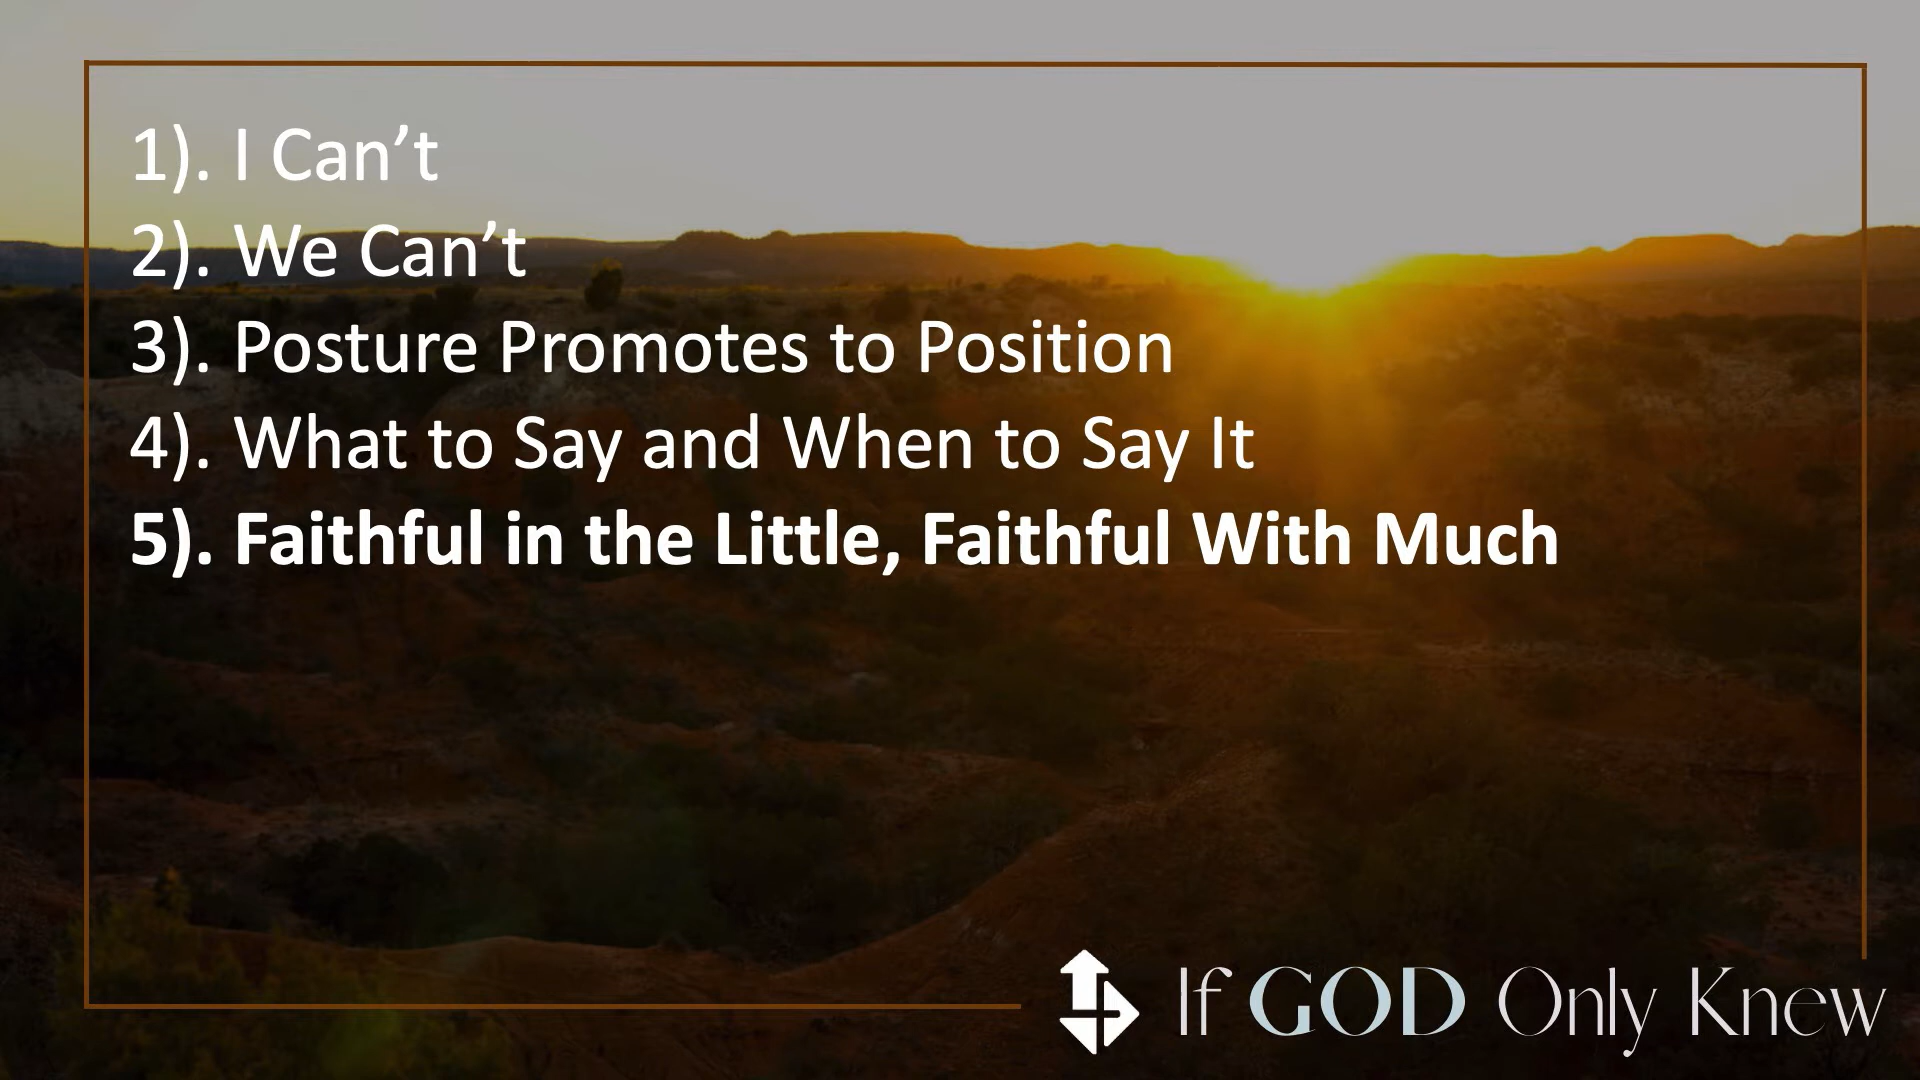 1). I Can’t
2). We Can’t
3). Posture Promotes to Position
4). What to Say and When to Say It
5). Faithful in the Little, Faithful With Much
If GOD Only Knew